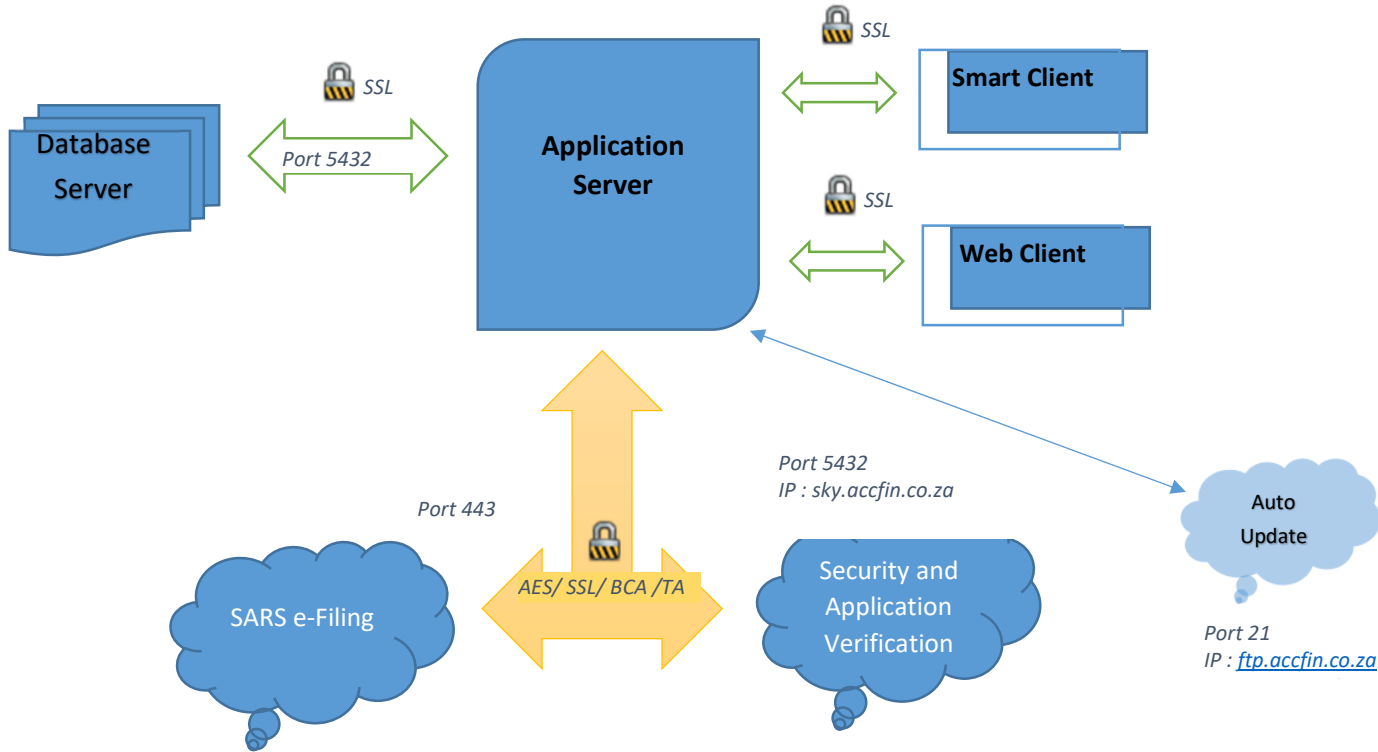 SSL
SSL
Smart Client
Database
Server
Port 5432
Application
Server
SSL
Web Client
Port 5432
IP : sky.accfin.co.za
Port 443
Auto
Update
AES/ SSL/ BCA /TA
SARS e-Filing
Security and
Application
Verification
Port 21
IP : ftp.accfin.co.za